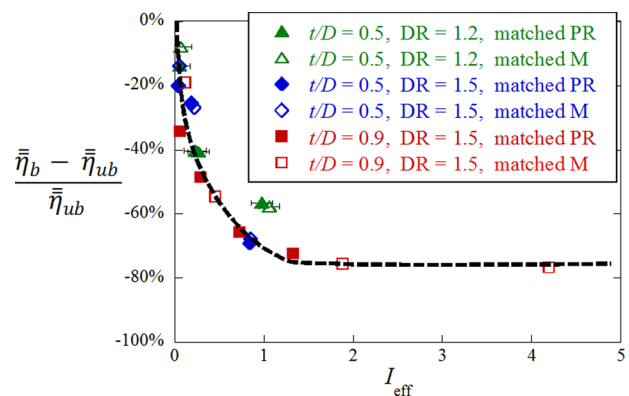 0%
-20%
-40%
-60%
-80%
-100%
η̿b − η̿ub
η̿ub
t/D = 0.5, DR = 1.2, matched PR
t/D = 0.5, DR = 1.2, matched M
t/D = 0.5, DR = 1.5, matched PR
t/D = 0.5, DR = 1.5, matched M
t/D = 0.9, DR = 1.5, matched PR
t/D = 0.9, DR = 1.5, matched M
0 1 2 3 4 5
Ieff